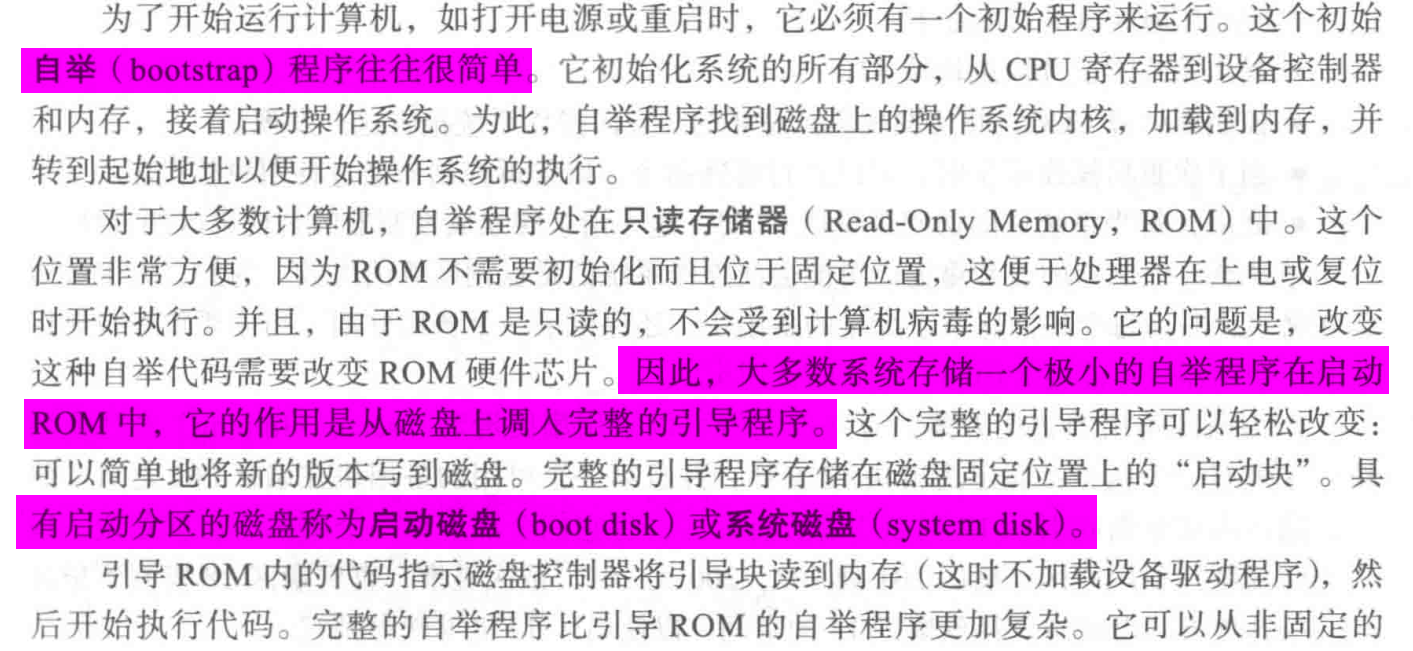 为了开始运行计算机，如打开电源或重启时，它必须有一个初始程序来运行。这个初始
自举（bootstrap）程序往往很简单。它初始化系统的所有部分，从 CPU 寄存器到设备控制器
和内存，接着启动操作系统。为此，自举程序找到磁盘上的操作系统内核，加载到内存，并
转到起始地址以便开始操作系统的执行。
对于大多数计算机，自举程序处在只读存储器（Read-Only Memory，ROM）中。这个
位置非常方便，因为 ROM 不需要初始化而且位于固定位置，这便于处理器在上电或复位
时开始执行。并且，由于 ROM 是只读的，不会受到计算机病毒的影响。它的问题是，改变
这种自举代码需要改变 ROM 硬件芯片。因此，大多数系统存储一个极小的自举程序在启动
ROM 中，它的作用是从磁盘上调入完整的引导程序。这个完整的引导程序可以轻松改变：
可以简单地将新的版本写到磁盘。完整的引导程序存储在磁盘固定位置上的“启动块”。具
有启动分区的磁盘称为启动磁盘（boot disk）或系统磁盘（system disk）。
引导 ROM 内的代码指示磁盘控制器将引导块读到内存（这时不加载设备驱动程序），然
后开始执行代码。完整的自举程序比引导 ROM 的自举程序更加复杂。它可以从非固定的